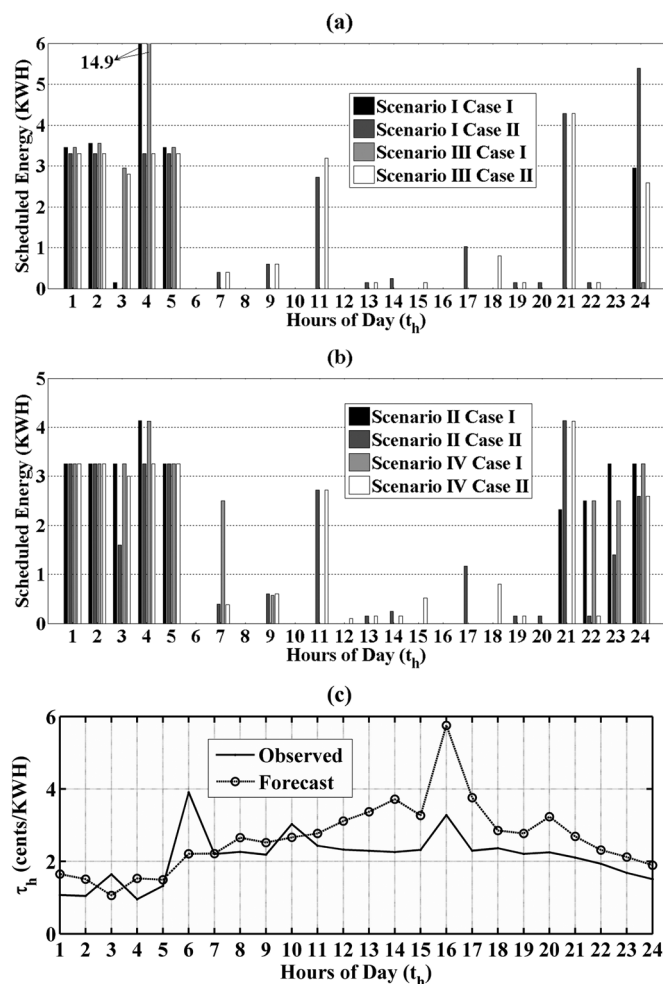 (a)
6
5
4
3
2
1
0
Scheduled Energy (KWH)
14.9
Scenario I Case I
Scenario I Case II
Scenario III Case I
Scenario III Case II
1 2 3 4 5 6 7 8 9 10 11 12 13 14 15 16 17 18 19 20 21 22 23 24
Hours of Day (t_h)
(b)
5
4
3
2
1
0
Scheduled Energy (KWH)
Scenario II Case I
Scenario II Case II
Scenario IV Case I
Scenario IV Case II
1 2 3 4 5 6 7 8 9 10 11 12 13 14 15 16 17 18 19 20 21 22 23 24
Hours of Day (t_h)
(c)
6
4
2
0
τ_h (cents/KWH)
Observed
Forecast
1 2 3 4 5 6 7 8 9 10 11 12 13 14 15 16 17 18 19 20 21 22 23 24
Hours of Day (t_h)